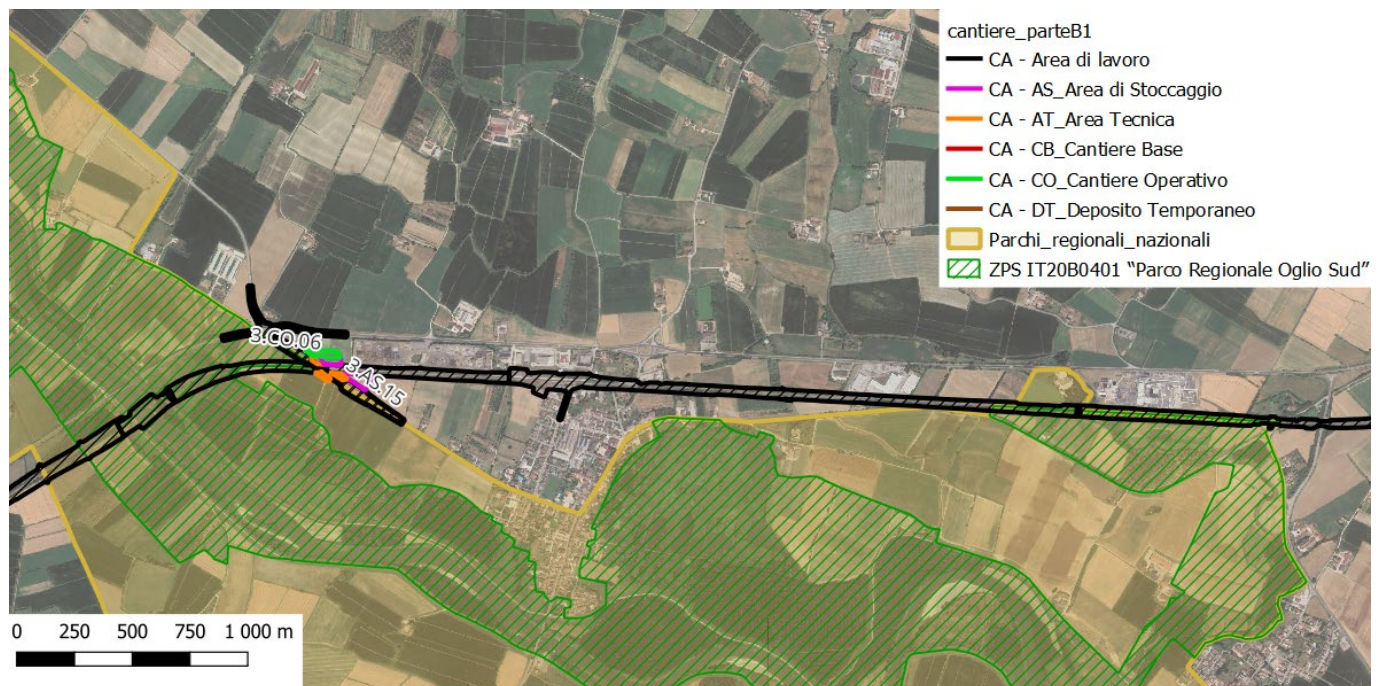 cantiere_parteB1
CA - Area di lavoro
CA - AS_Area di Stoccaggio
CA - AT_Area Tecnica
CA - CB_Cantiere Base
CA - CO_Cantiere Operativo
CA - DT_Deposito Temporaneo
Parchi_regionali_nazionali
ZPS IT20B0401 “Parco Regionale Oglio Sud”
3.CO.06
3.AS.15
0 250 500 750 1 000 m